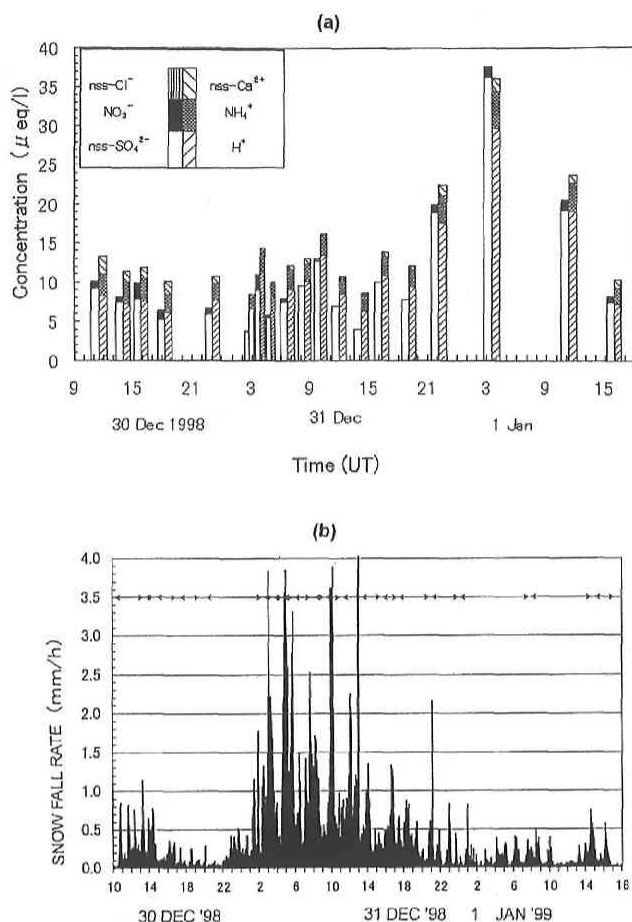 (a)
Concentration (μeq/l)
40
35
30
25
20
15
10
5
0
nss-Cl⁻
nss-Ca²⁺
NO₃⁻
NH₄⁺
nss-SO₄²⁻
H⁺
9 15 21 3 9 15 21 3 9 15
30 Dec 1998 31 Dec 1 Jan
Time (UT)
(b)
SNOW FALL RATE (mm/h)
4.0
3.5
3.0
2.5
2.0
1.5
1.0
0.5
0.0
10 14 18 22 2 6 10 14 18 22 2 6 10 14 18
30 DEC '98 31 DEC '98 1 JAN '99